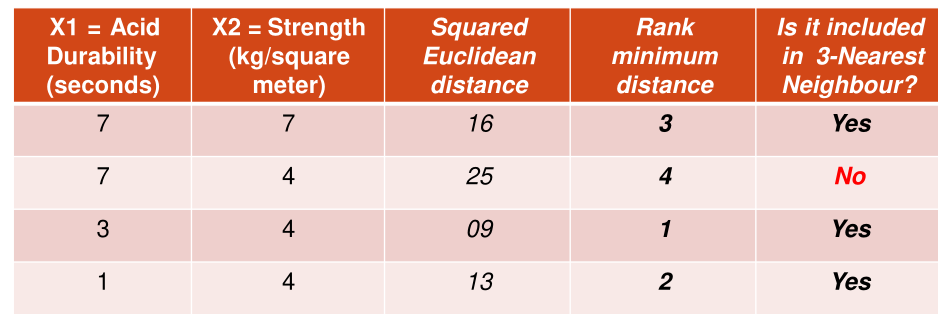 X1 = Acid Durability (seconds) X2 = Strength (kg/square meter) Squared Euclidean distance Rank minimum distance Is it included in 3-Nearest Neighbour?
7 7 16 3 Yes
7 4 25 4 No
3 4 09 1 Yes
1 4 13 2 Yes